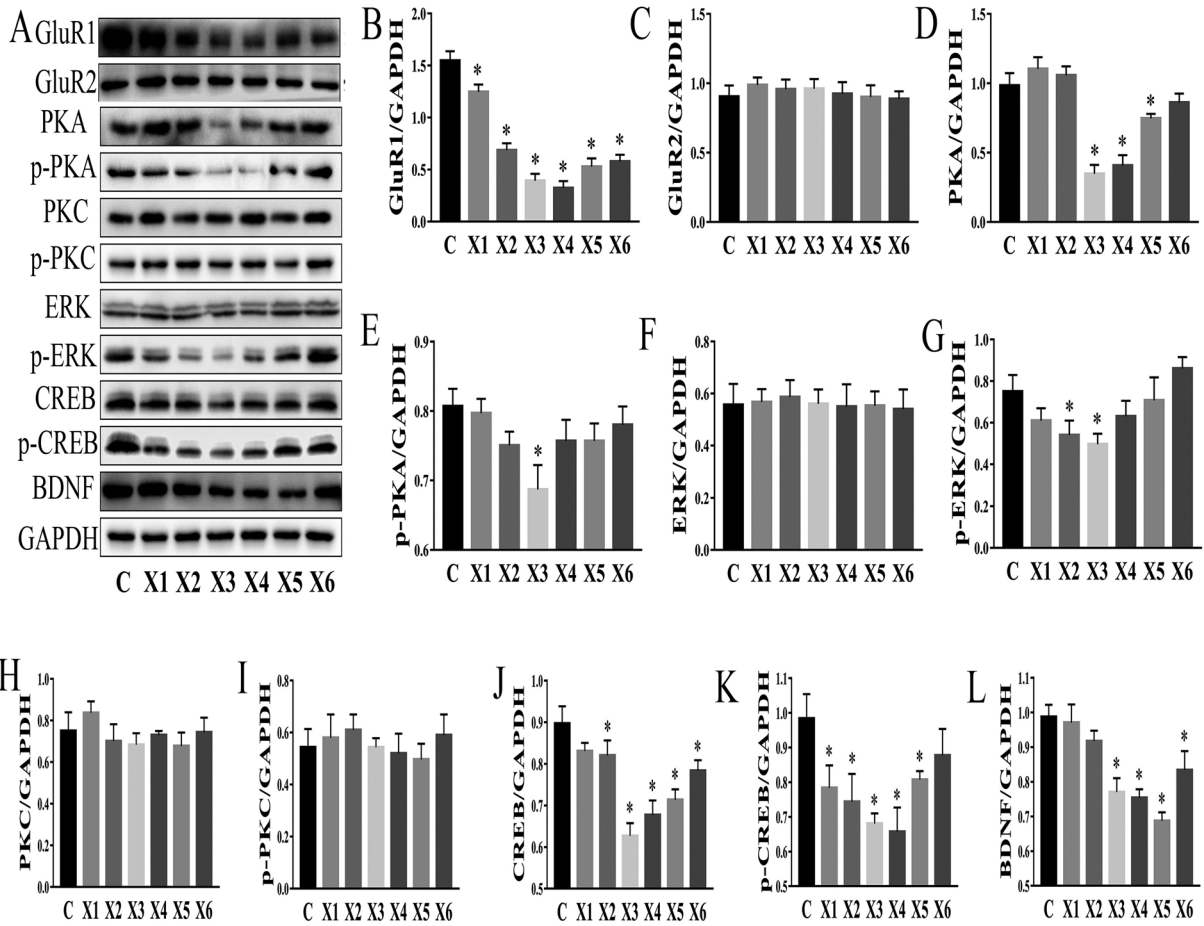 A
GluR1
GluR2
PKA
p-PKA
PKC
p-PKC
ERK
p-ERK
CREB
p-CREB
BDNF
GAPDH
C X1 X2 X3 X4 X5 X6
B
GluR1/GAPDH
2.0
1.5
1.0
0.5
0.0
* * * * * *
C X1 X2 X3 X4 X5 X6
C
GluR2/GAPDH
1.5
1.0
0.5
0.0
C X1 X2 X3 X4 X5 X6
D
PKA/GAPDH
1.5
1.0
0.5
0.0
* * *
C X1 X2 X3 X4 X5 X6
E
p-PKA/GAPDH
0.9
0.8
0.7
0.6
*
C X1 X2 X3 X4 X5 X6
F
ERK/GAPDH
0.8
0.6
0.4
0.2
0.0
C X1 X2 X3 X4 X5 X6
G
p-ERK/GAPDH
1.0
0.8
0.6
0.4
0.2
0.0
* *
C X1 X2 X3 X4 X5 X6
H
PKC/GAPDH
1.0
0.8
0.6
0.4
0.2
0.0
C X1 X2 X3 X4 X5 X6
I
p-PKC/GAPDH
0.8
0.6
0.4
0.2
0.0
C X1 X2 X3 X4 X5 X6
J
CREB/GAPDH
1.0
0.9
0.8
0.7
0.6
0.5
* * * * *
C X1 X2 X3 X4 X5 X6
K
p-CREB/GAPDH
1.1
1.0
0.9
0.8
0.7
0.6
0.5
* * * * *
C X1 X2 X3 X4 X5 X6
L
BDNF/GAPDH
1.1
1.0
0.9
0.8
0.7
0.6
0.5
* * * *
C X1 X2 X3 X4 X5 X6